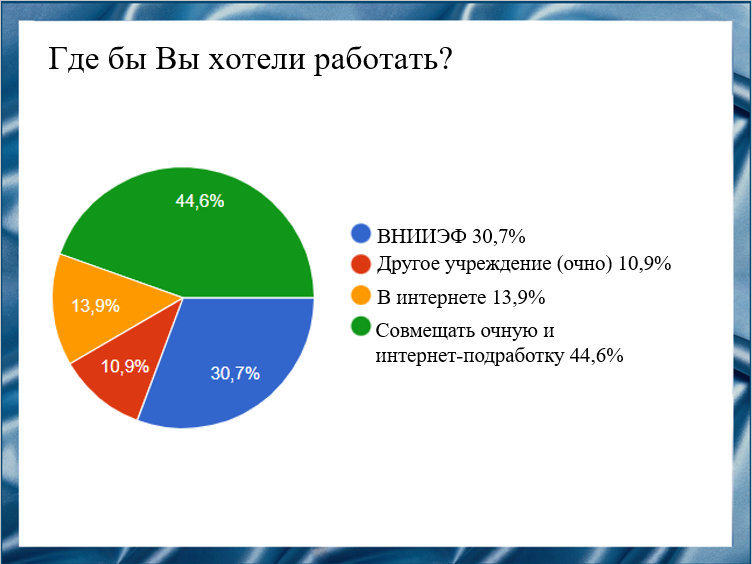 Где бы Вы хотели работать?
44,6%
13,9%
10,9%
30,7%
ВНИИЭФ 30,7%
Другое учреждение (очно) 10,9%
В интернете 13,9%
Совмещать очную и
интернет-подработку 44,6%